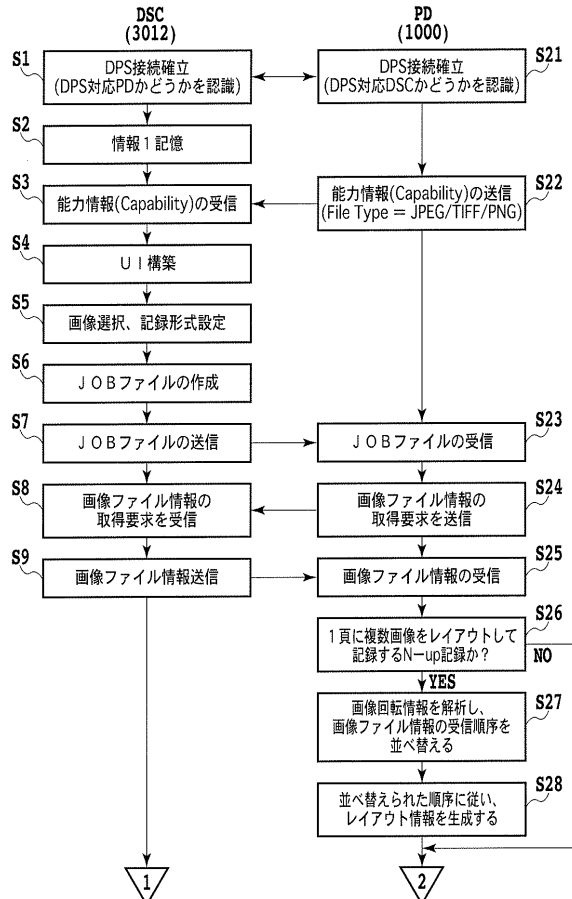 DSC
(3012)
PD
(1000)
S1
DPS接続確立
(DPS対応PDかどうかを認識)
S21
DPS接続確立
(DPS対応DSCかどうかを認識)
S2
情報1記憶
S3
能力情報(Capability)の受信
S22
能力情報(Capability)の送信
(File Type = JPEG/TIFF/PNG)
S4
UI構築
S5
画像選択、記録形式設定
S6
JOBファイルの作成
S7
JOBファイルの送信
S23
JOBファイルの受信
S8
画像ファイル情報の
取得要求を受信
S24
画像ファイル情報の
取得要求を送信
S9
画像ファイル情報送信
S25
画像ファイル情報の受信
S26
1頁に複数画像をレイアウトして
記録するN-up記録か?
NO
YES
S27
画像回転情報を解析し、
画像ファイル情報の受信順序を
並べ替える
S28
並べ替えられた順序に従い、
レイアウト情報を生成する
1
2